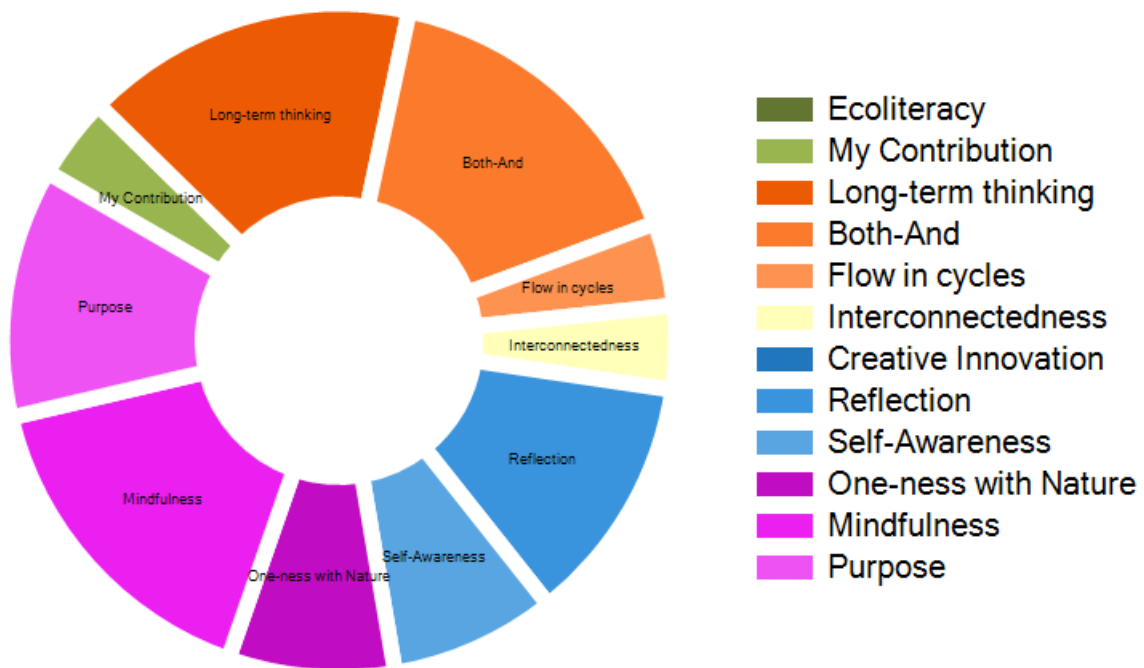 Long-term thinking
Both-And
My Contribution
Flow in cycles
Purpose
Interconnectedness
Reflection
Mindfulness
Self-Awareness
One-ness with Nature
Ecoliteracy
My Contribution
Long-term thinking
Both-And
Flow in cycles
Interconnectedness
Creative Innovation
Reflection
Self-Awareness
One-ness with Nature
Mindfulness
Purpose